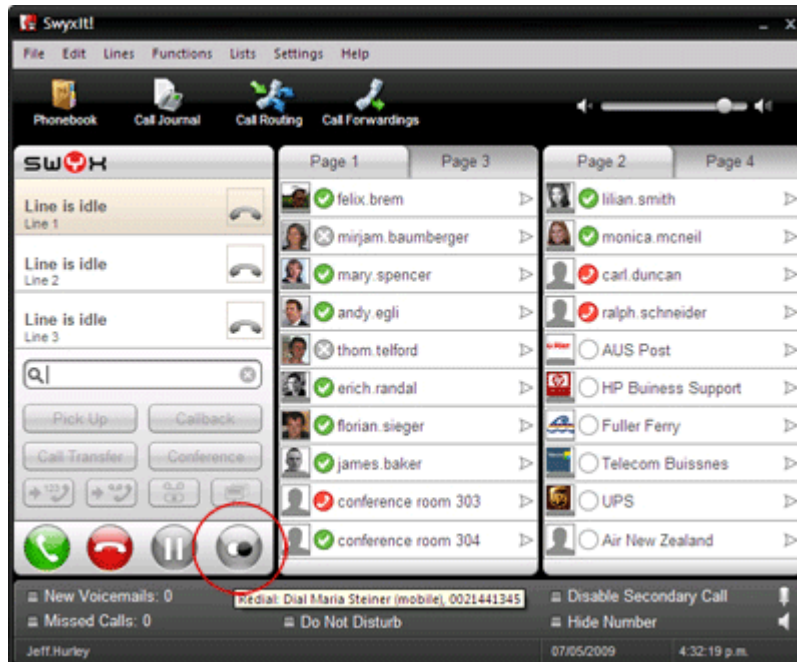 SwyxIt!
File Edit Lines Functions Lists Settings Help
Phonebook Call Journal Call Routing Call Forwardings
swyx
Line is idle
Line 1
Line is idle
Line 2
Line is idle
Line 3
Pick Up Callback
Call Transfer Conference
Page 1 Page 3
felix.brem
mirjam.baumberger
mary.spencer
andy.egli
thom.telford
erich.randal
florian.sieger
james.baker
conference room 303
conference room 304
Page 2 Page 4
lilian.smith
monica.mcneil
carl.duncan
ralph.schneider
AUS Post
HP Buiness Support
Fuller Ferry
Telecom Buissnes
UPS
Air New Zealand
New Voicemails: 0
Redial: Dial Maria Steiner (mobile), 0021441345
Disable Secondary Call
Missed Calls: 0
Do Not Disturb
Hide Number
Jeff.Hurley
07/05/2009
4:32:19 p.m.